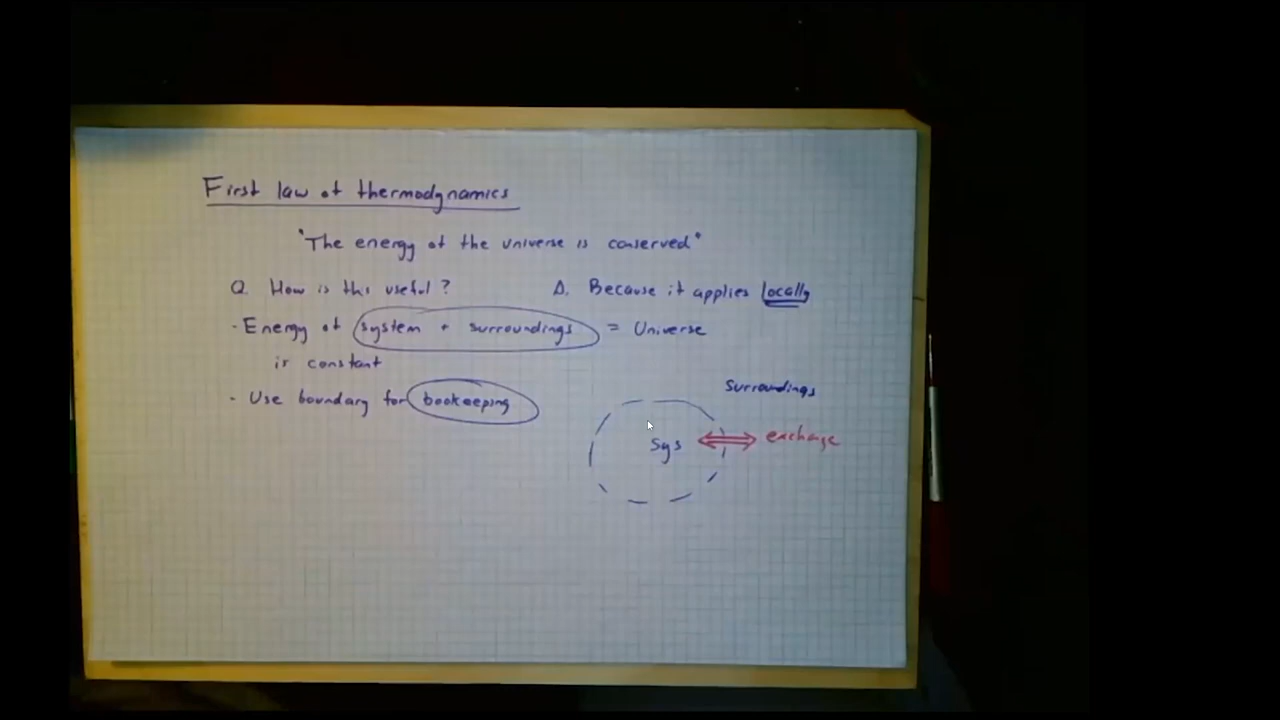 First law of thermodynamics
"The energy of the universe is conserved"
Q. How is this useful? A. Because it applies locally
· Energy of system + surroundings = Universe
is constant
· Use boundary for bookeeping
Surroundings
Sys exchange